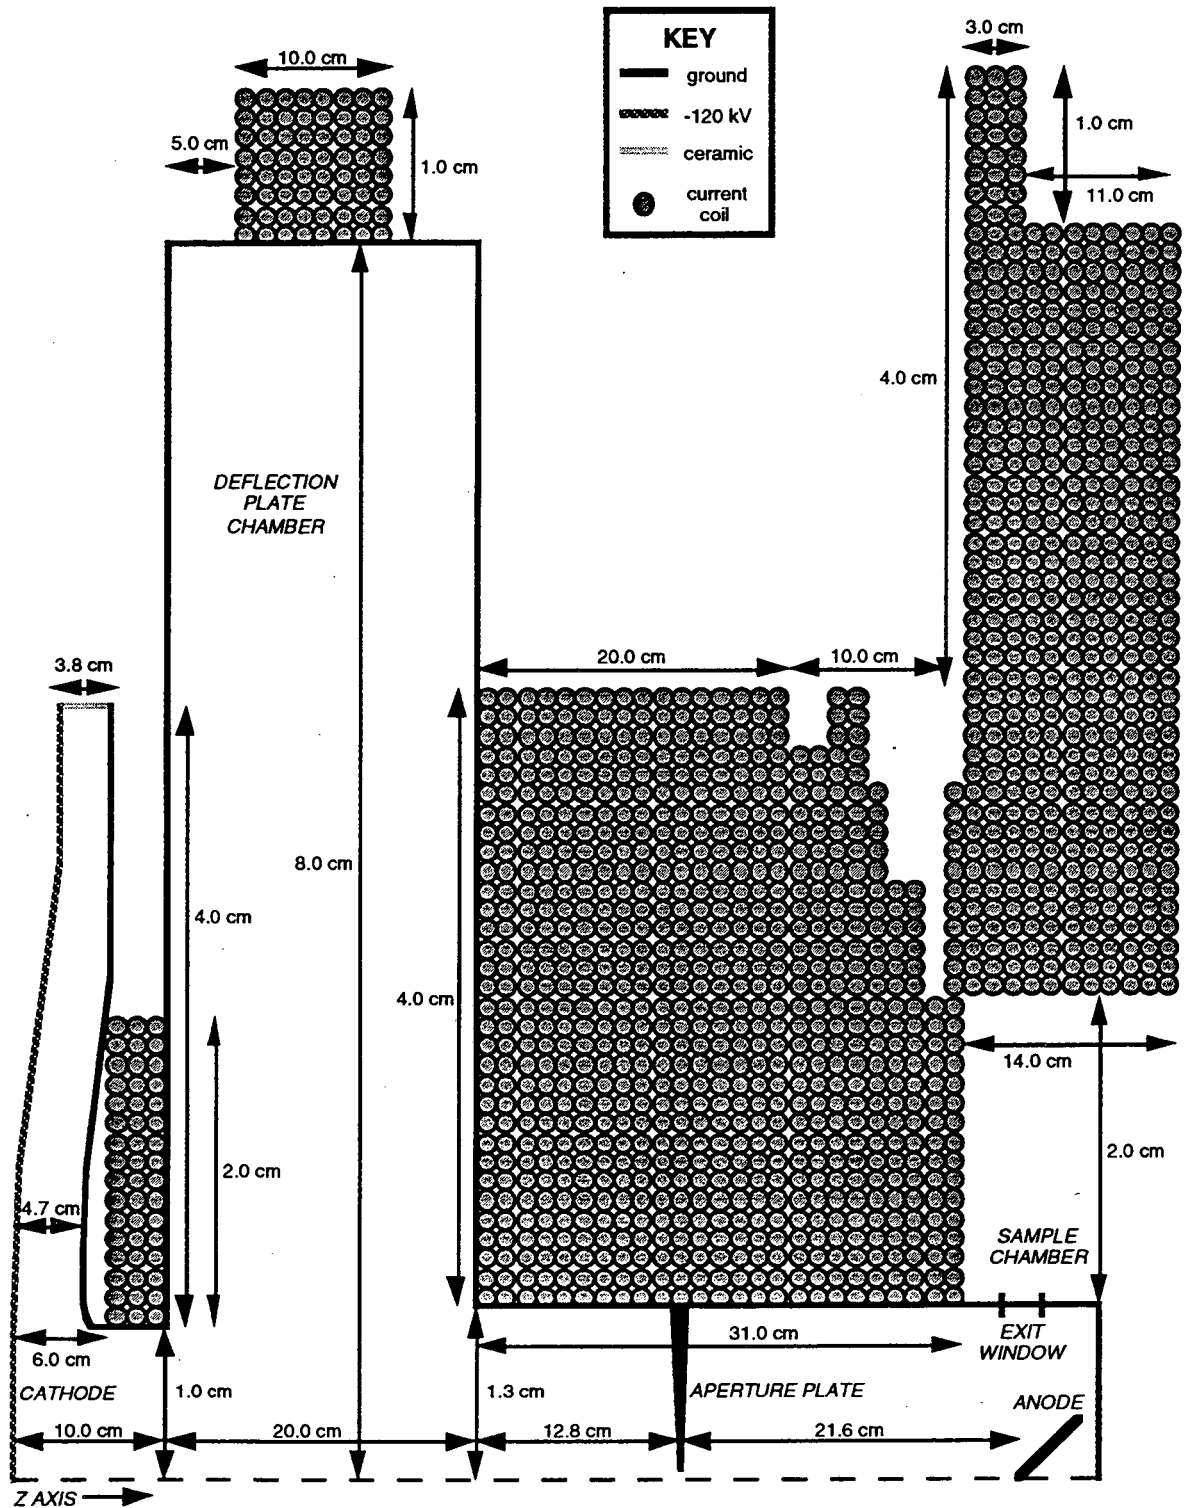 KEY
ground
-120 kV
ceramic
current
coil
3.0 cm
10.0 cm
5.0 cm
1.0 cm
1.0 cm
11.0 cm
4.0 cm
DEFLECTION
PLATE
CHAMBER
3.8 cm
20.0 cm
10.0 cm
8.0 cm
4.0 cm
4.0 cm
14.0 cm
2.0 cm
2.0 cm
4.7 cm
SAMPLE
CHAMBER
6.0 cm
31.0 cm
EXIT
WINDOW
CATHODE
1.0 cm
1.3 cm
APERTURE PLATE
ANODE
10.0 cm
20.0 cm
12.8 cm
21.6 cm
Z AXIS